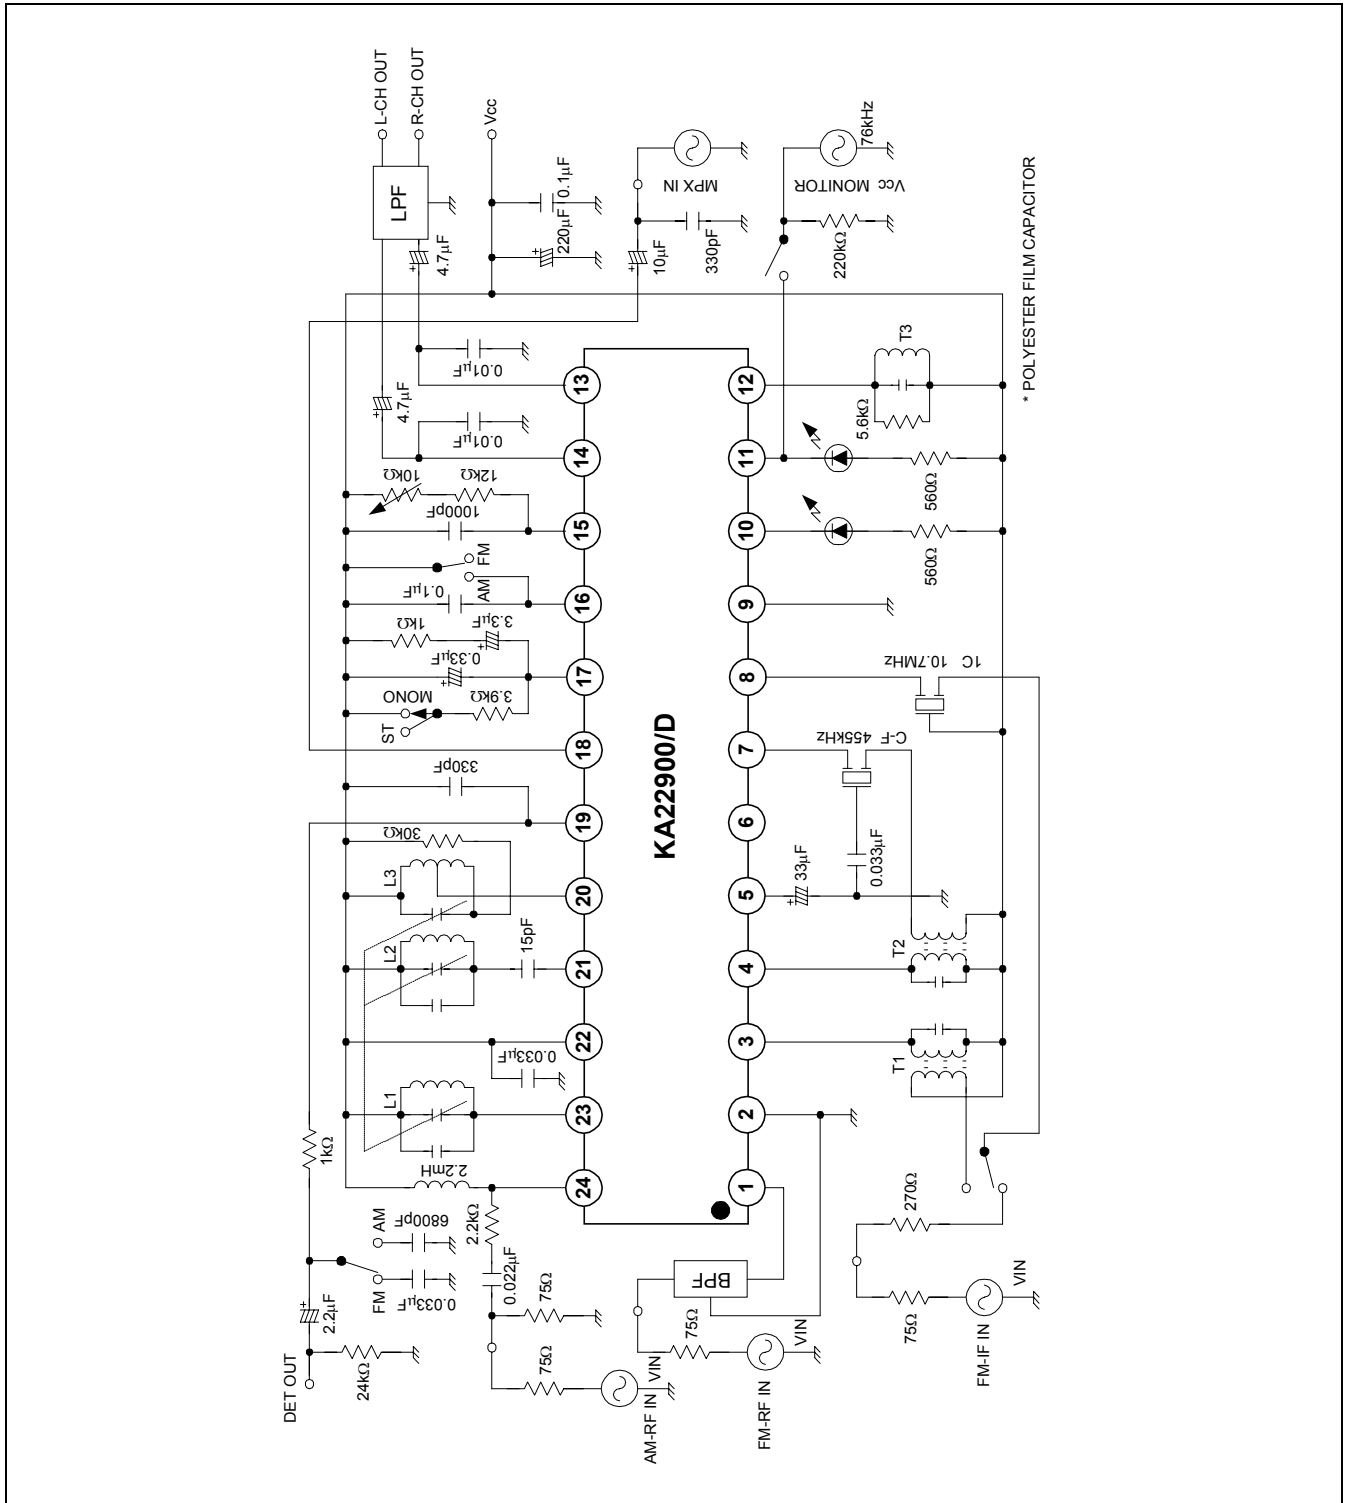 L-CH OUT
R-CH OUT
Vcc
LPF
4.7µF
4.7µF
0.01µF
0.01µF
220µF
0.1µF
10µF
330pF
MPX IN
Vcc MONITOR
76kHz
220kΩ
10kΩ
12kΩ
1000pF
FM
AM
0.1µF
1kΩ
3.3µF
0.33µF
MONO
ST
3.9kΩ
330pF
30kΩ
L3
L2
15pF
0.033µF
L1
2.2mH
1kΩ
2.2kΩ
0.022µF
AM
6800pF
FM
0.033µF
2.2µF
DET OUT
24kΩ
75Ω
75Ω
AM-RF IN
VIN
13
14
15
16
17
18
19
20
21
22
23
24
KA22900/D
12
11
10
9
8
7
6
5
4
3
2
1
T3
5.6kΩ
560Ω
560Ω
1C 10.7MHz
C-F 455kHz
33µF
0.033µF
T2
T1
BPF
75Ω
FM-RF IN
VIN
270Ω
75Ω
FM-IF IN
VIN
* POLYESTER FILM CAPACITOR